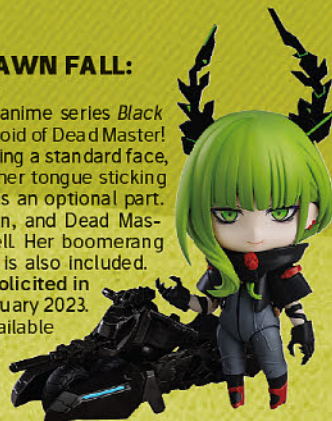 AWN FALL:
anime series Black
oid of Dead Master!
ing a standard face,
her tongue sticking
s an optional part.
n, and Dead Mas-
ell. Her boomerang
is also included.
olicited in
uary 2023.
ailable